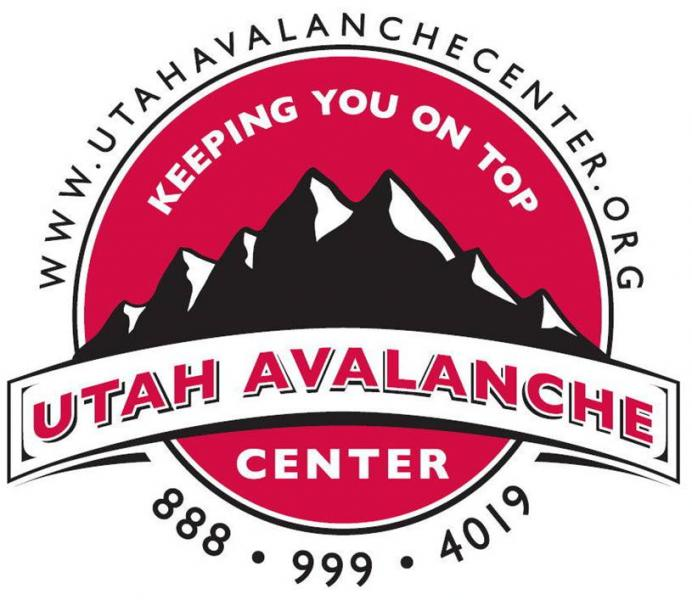 WWW.UTAHAVALANCHECENTER.ORG
KEEPING YOU ON TOP
UTAH AVALANCHE
CENTER
888 • 999 • 4019